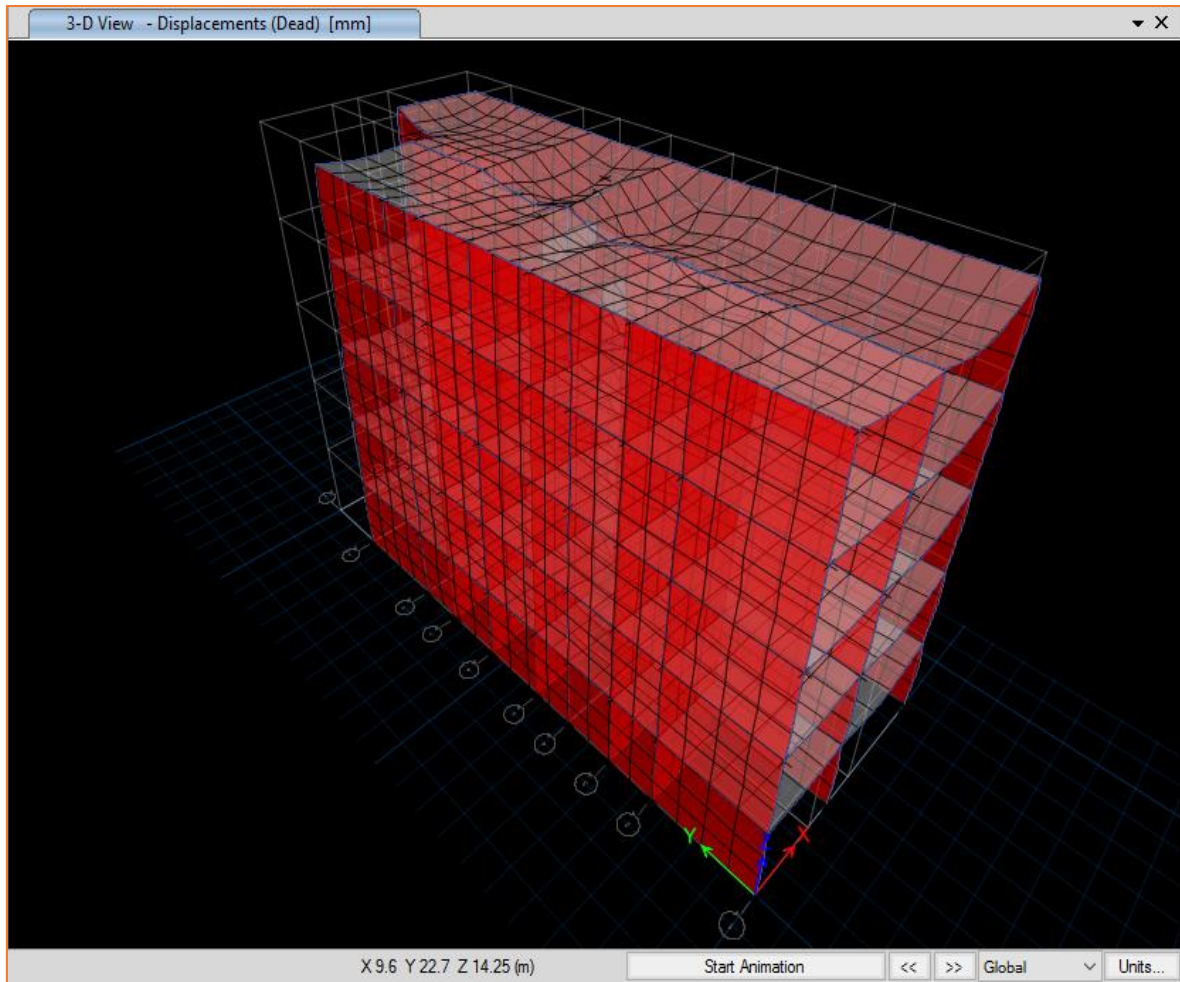 3-D View - Displacements (Dead) [mm]
Y
X
X 9.6 Y 22.7 Z 14.25 (m)
Start Animation
<<
>>
Global
Units...